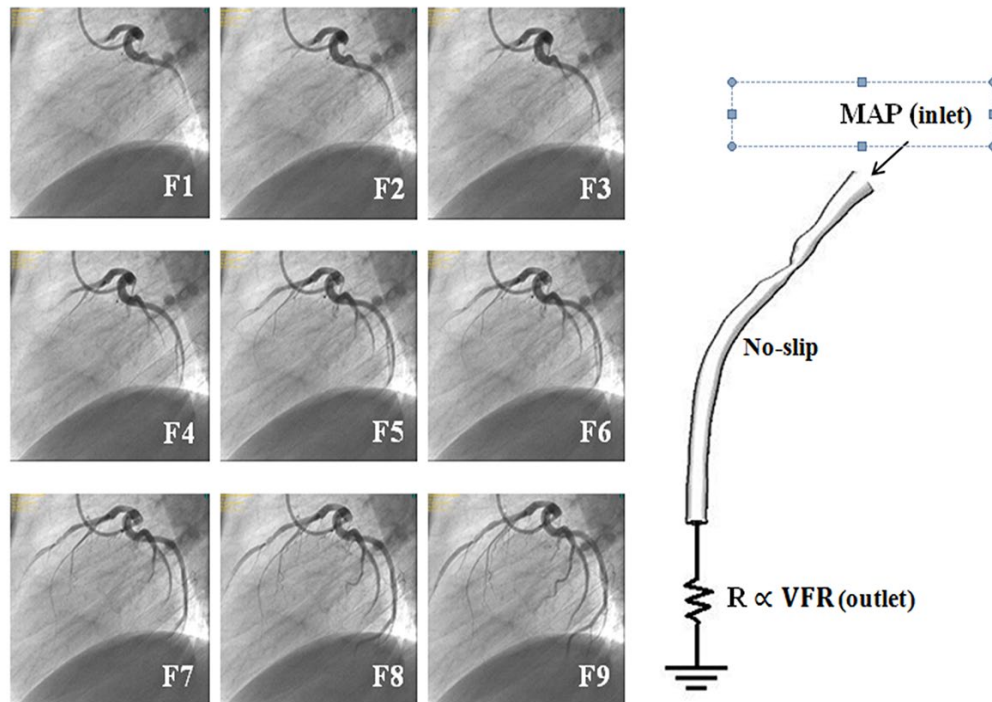 F1
F2
F3
MAP (inlet)
F4
F5
F6
No-slip
F7
F8
F9
R ∝ VFR (outlet)